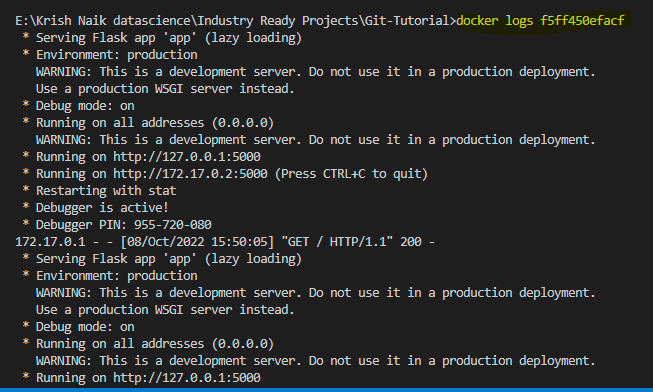 E:\Krish Naik datascience\Industry Ready Projects\Git-Tutorial>docker logs f5ff450efacf
* Serving Flask app 'app' (lazy loading)
* Environment: production
WARNING: This is a development server. Do not use it in a production deployment.
Use a production WSGI server instead.
* Debug mode: on
* Running on all addresses (0.0.0.0)
WARNING: This is a development server. Do not use it in a production deployment.
* Running on http://127.0.0.1:5000
* Running on http://172.17.0.2:5000 (Press CTRL+C to quit)
* Restarting with stat
* Debugger is active!
* Debugger PIN: 955-720-080
172.17.0.1 - - [08/Oct/2022 15:50:05] "GET / HTTP/1.1" 200 -
* Serving Flask app 'app' (lazy loading)
* Environment: production
WARNING: This is a development server. Do not use it in a production deployment.
Use a production WSGI server instead.
* Debug mode: on
* Running on all addresses (0.0.0.0)
WARNING: This is a development server. Do not use it in a production deployment.
* Running on http://127.0.0.1:5000